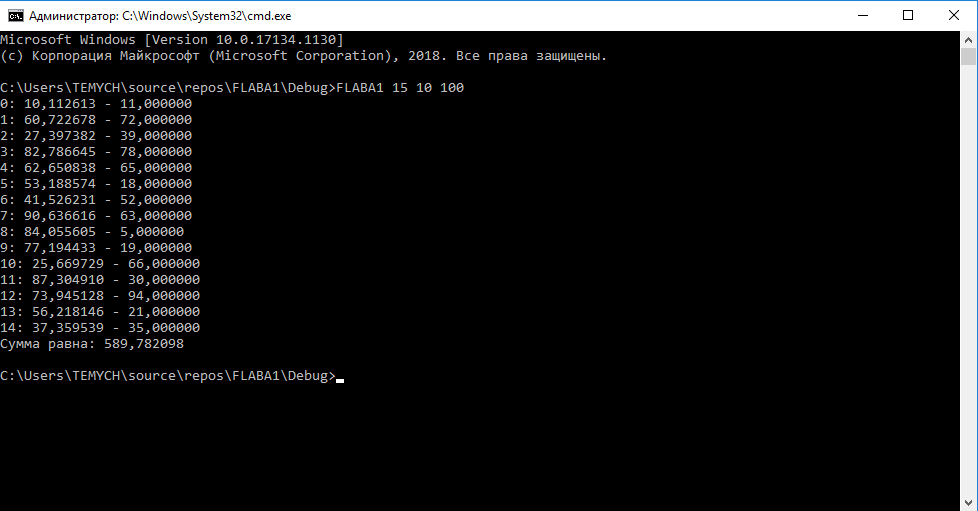 Администратор: C:\Windows\System32\cmd.exe
Microsoft Windows [Version 10.0.17134.1130]
(c) Корпорация Майкрософт (Microsoft Corporation), 2018. Все права защищены.
C:\Users\TEMYCH\source\repos\FLABA1\Debug>FLABA1 15 10 100
0: 10,112613 - 11,000000
1: 60,722678 - 72,000000
2: 27,397382 - 39,000000
3: 82,786645 - 78,000000
4: 62,650838 - 65,000000
5: 53,188574 - 18,000000
6: 41,526231 - 52,000000
7: 90,636616 - 63,000000
8: 84,055605 - 5,000000
9: 77,194433 - 19,000000
10: 25,669729 - 66,000000
11: 87,304910 - 30,000000
12: 73,945128 - 94,000000
13: 56,218146 - 21,000000
14: 37,359539 - 35,000000
Сумма равна: 589,782098
C:\Users\TEMYCH\source\repos\FLABA1\Debug>